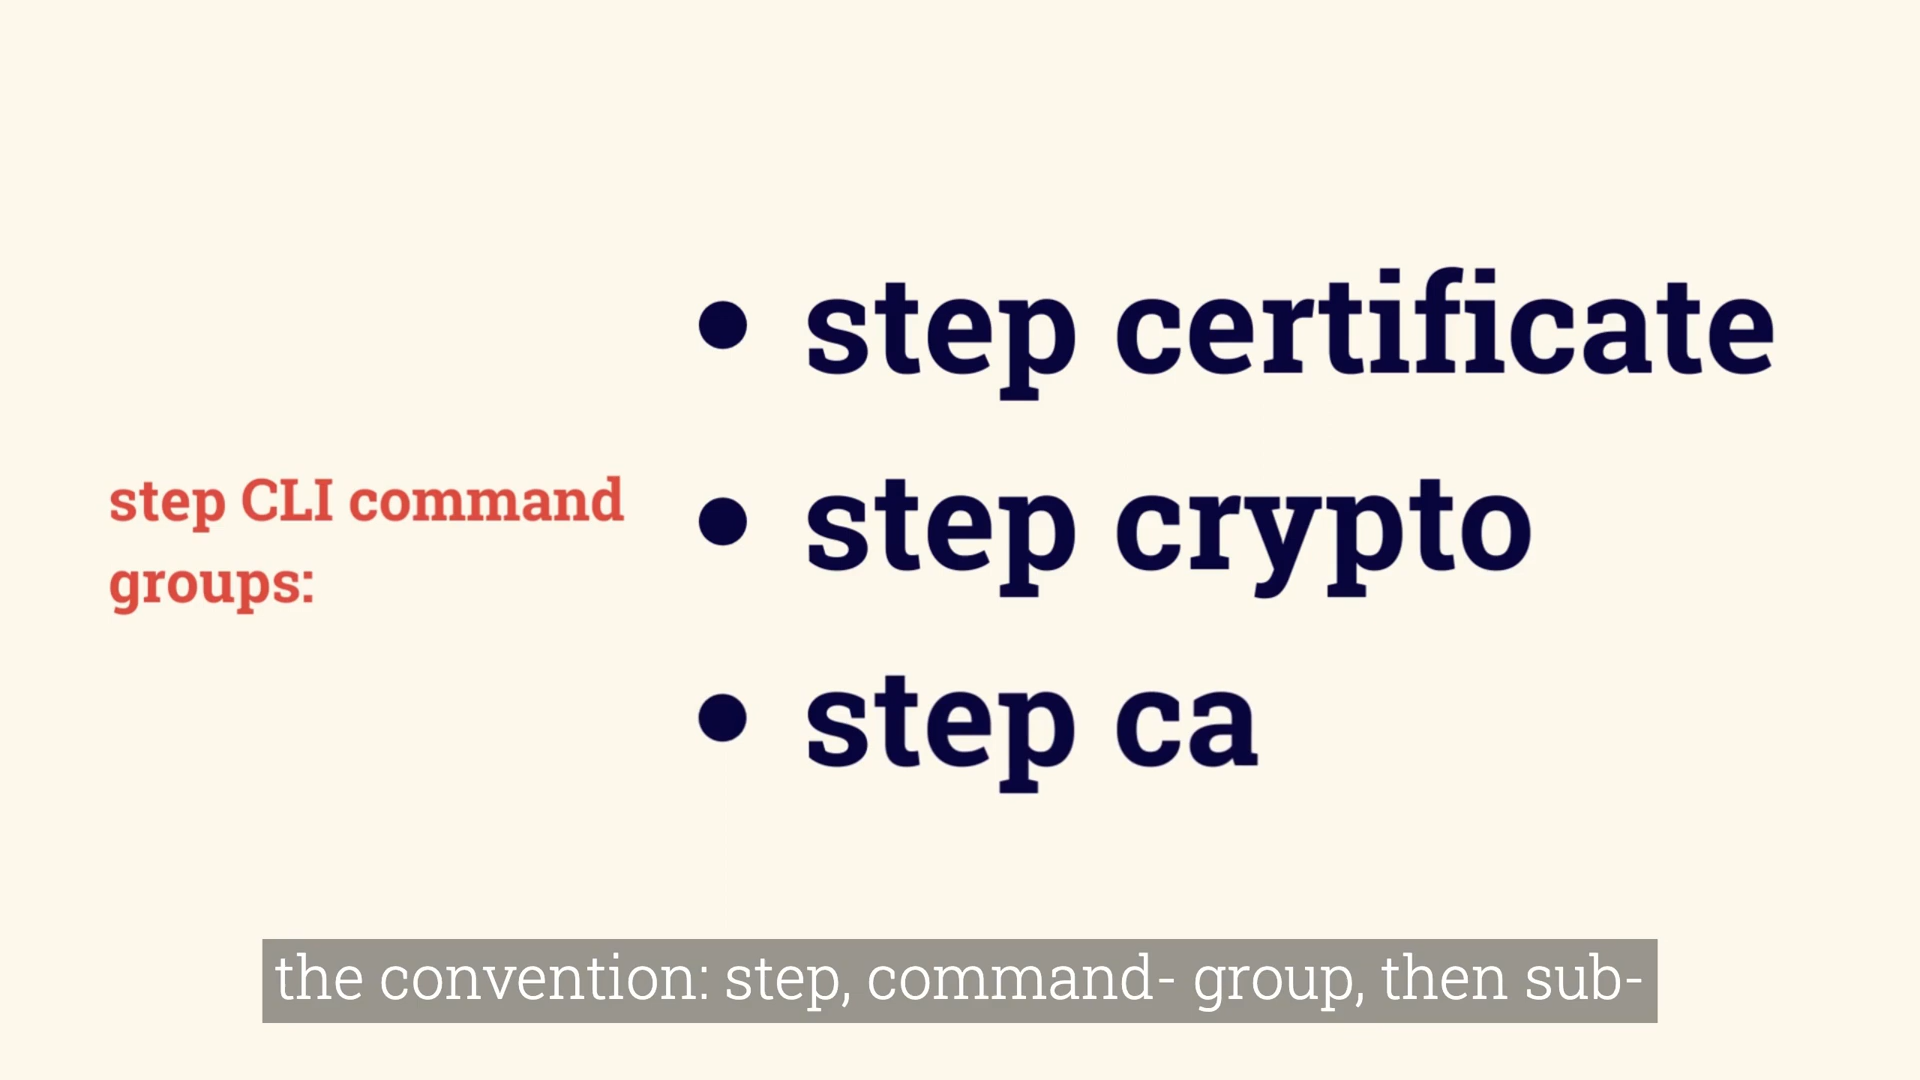 step CLI command
groups:
• step certificate
• step crypto
• step ca
the convention: step, command- group, then sub-